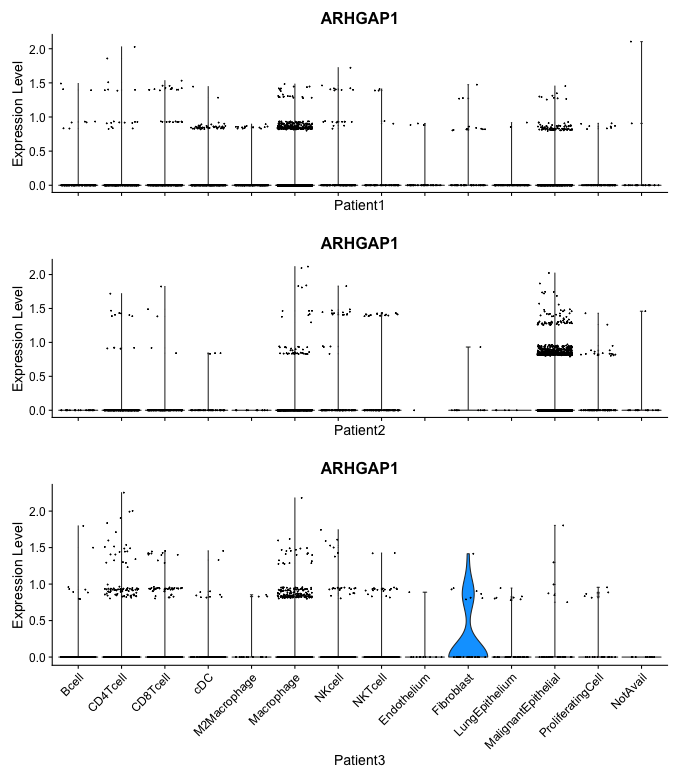 ARHGAP1
Expression Level
2.0
1.5
1.0
0.5
0.0
Patient1
ARHGAP1
Expression Level
2.0
1.5
1.0
0.5
0.0
Patient2
ARHGAP1
Expression Level
2.0
1.5
1.0
0.5
0.0
Bcell
CD4Tcell
CD8Tcell
cDC
M2Macrophage
Macrophage
NKcell
NKTcell
Endothelium
Fibroblast
LungEpithelium
MalignantEpithelial
ProliferatingCell
NotAvail
Patient3